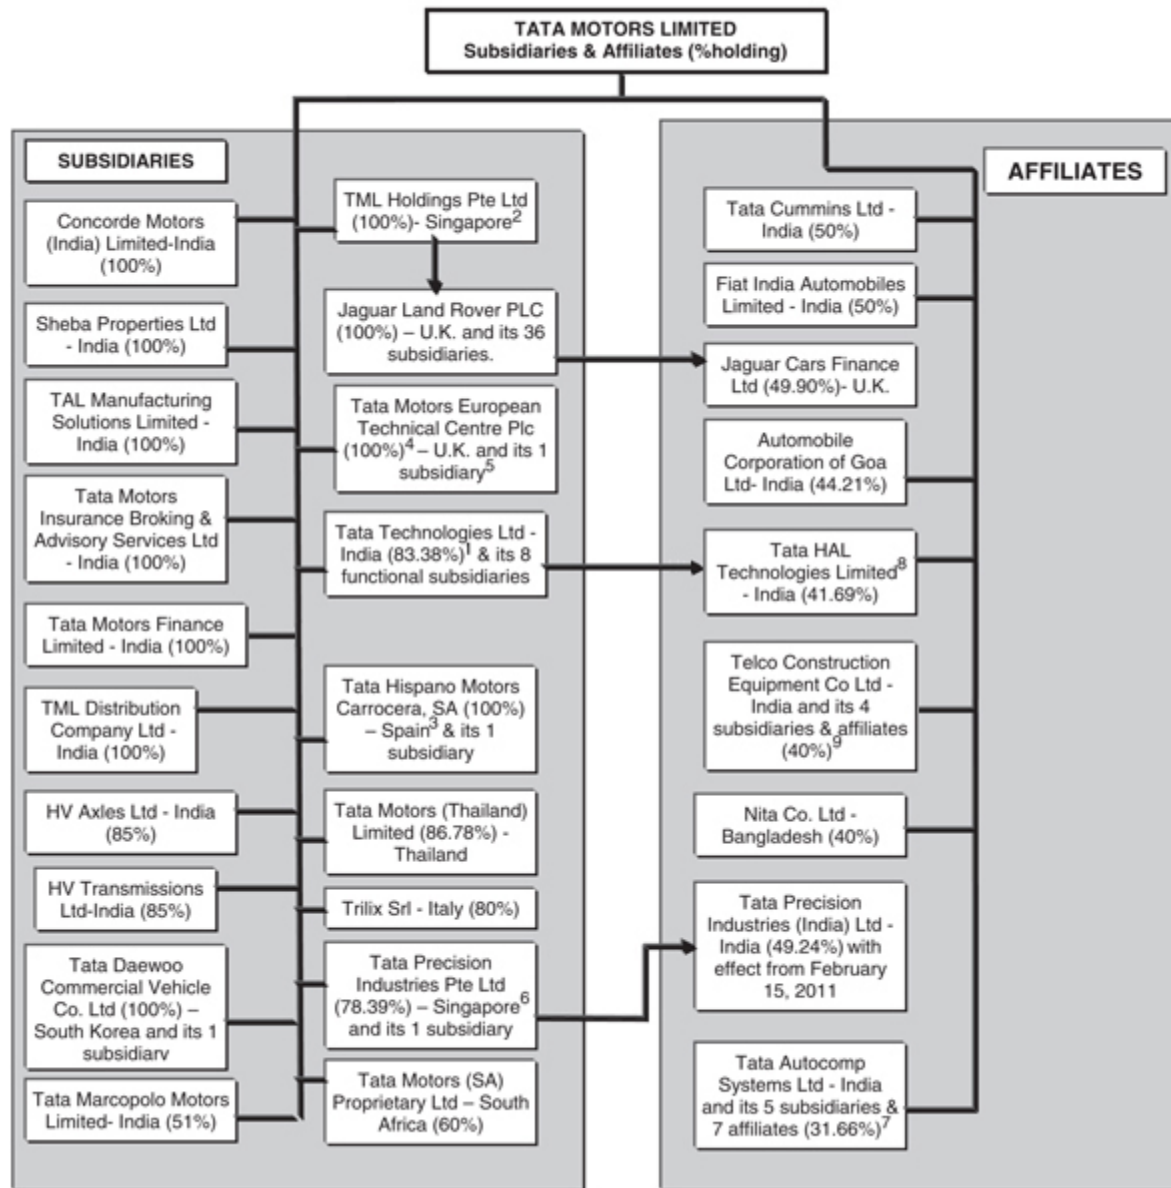 TATA MOTORS LIMITED
Subsidiaries & Affiliates (%holding)
SUBSIDIARIES
Concorde Motors
(India) Limited-India
(100%)
Sheba Properties Ltd
- India (100%)
TAL Manufacturing
Solutions Limited -
India (100%)
Tata Motors
Insurance Broking &
Advisory Services Ltd
- India (100%)
Tata Motors Finance
Limited - India (100%)
TML Distribution
Company Ltd -
India (100%)
HV Axles Ltd - India
(85%)
HV Transmissions
Ltd-India (85%)
Tata Daewoo
Commercial Vehicle
Co. Ltd (100%) –
South Korea and its 1
subsidiary
Tata Marcopolo Motors
Limited- India (51%)
TML Holdings Pte Ltd
(100%)- Singapore2
Jaguar Land Rover PLC
(100%) – U.K. and its 36
subsidiaries.
Tata Motors European
Technical Centre Plc
(100%)4 – U.K. and its 1
subsidiary5
Tata Technologies Ltd -
India (83.38%)1 & its 8
functional subsidiaries
Tata Hispano Motors
Carrocera, SA (100%)
– Spain3 & its 1
subsidiary
Tata Motors (Thailand)
Limited (86.78%) -
Thailand
Trilix Srl - Italy (80%)
Tata Precision
Industries Pte Ltd
(78.39%) – Singapore6
and its 1 subsidiary
Tata Motors (SA)
Proprietary Ltd – South
Africa (60%)
AFFILIATES
Tata Cummins Ltd -
India (50%)
Fiat India Automobiles
Limited - India (50%)
Jaguar Cars Finance
Ltd (49.90%)- U.K.
Automobile
Corporation of Goa
Ltd- India (44.21%)
Tata HAL
Technologies Limited8
- India (41.69%)
Telco Construction
Equipment Co Ltd -
India and its 4
subsidiaries & affiliates
(40%)9
Nita Co. Ltd -
Bangladesh (40%)
Tata Precision
Industries (India) Ltd -
India (49.24%) with
effect from February
15, 2011
Tata Autocomp
Systems Ltd - India
and its 5 subsidiaries &
7 affiliates (31.66%)7